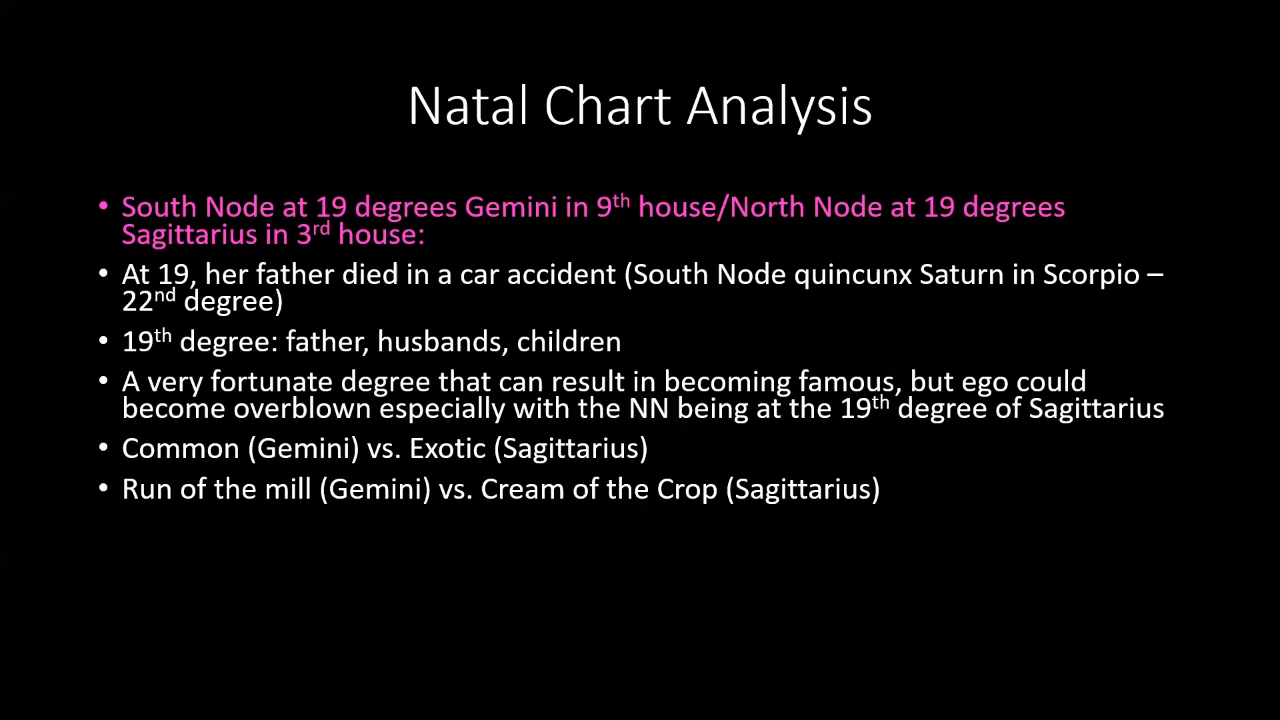 Natal Chart Analysis
• South Node at 19 degrees Gemini in 9th house/North Node at 19 degrees
Sagittarius in 3rd house:
• At 19, her father died in a car accident (South Node quincunx Saturn in Scorpio –
22nd degree)
• 19th degree: father, husbands, children
• A very fortunate degree that can result in becoming famous, but ego could
become overblown especially with the NN being at the 19th degree of Sagittarius
• Common (Gemini) vs. Exotic (Sagittarius)
• Run of the mill (Gemini) vs. Cream of the Crop (Sagittarius)